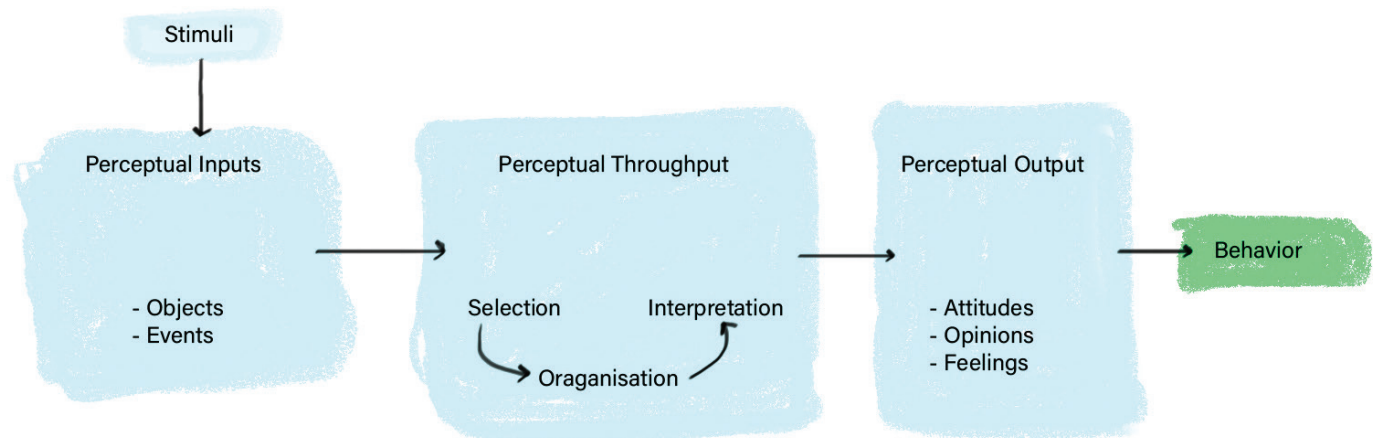 Stimuli
Perceptual Inputs
- Objects
- Events
Perceptual Throughput
Selection
Interpretation
Oraganisation
Perceptual Output
- Attitudes
- Opinions
- Feelings
Behavior